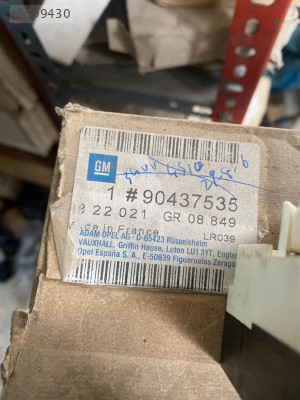 9430
GM
1 # 90437535
8 22 021 GR 08.849
de in France LR039
ADAM OPEL AG - D-65423 Rüsselsheim
VAUXHALL, Griffin House, Luton LU1 3YT, England
Opel España S. A., E-50639 Figueruelas Zarago